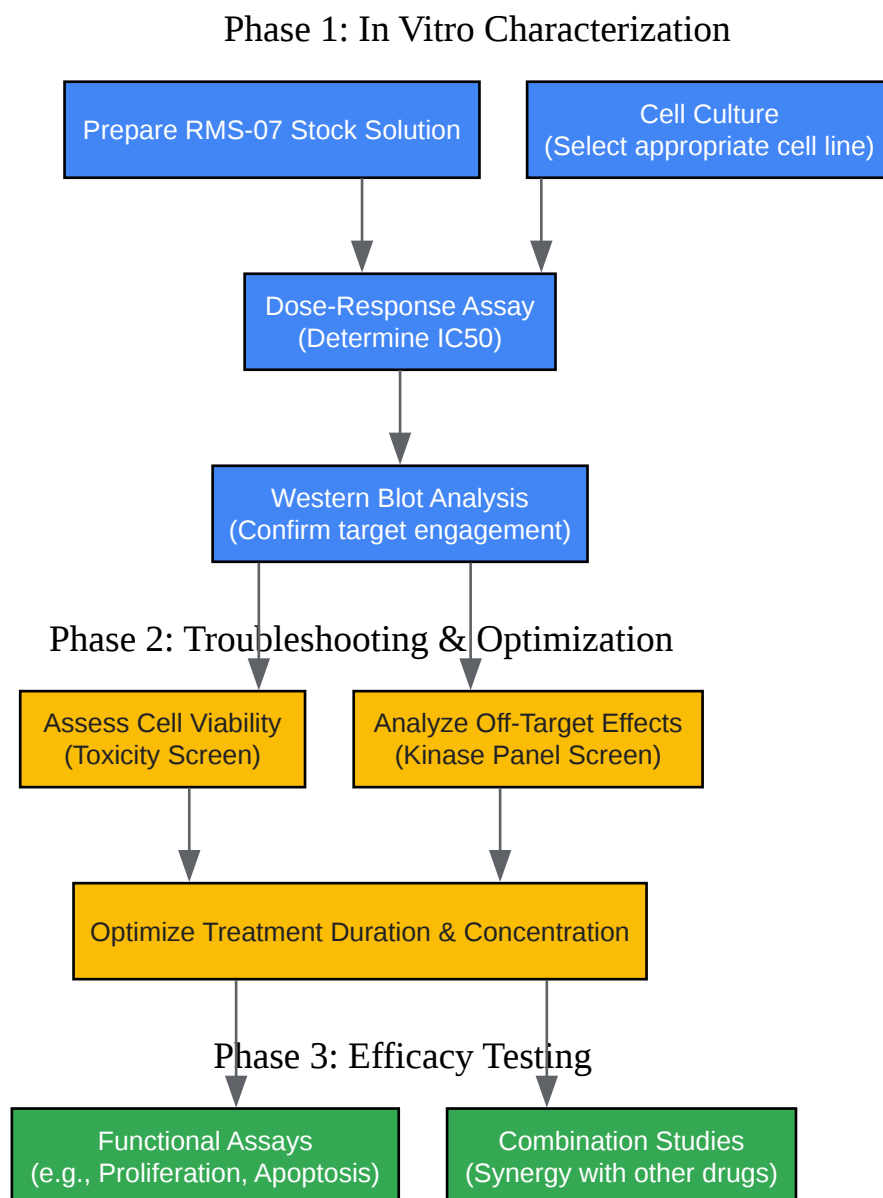 Phase 1: In Vitro Characterization
Prepare RMS-07 Stock Solution
Cell Culture
(Select appropriate cell line)
Dose-Response Assay
(Determine IC50)
Western Blot Analysis
(Confirm target engagement)
Phase 2: Troubleshooting & Optimization
Assess Cell Viability
(Toxicity Screen)
Analyze Off-Target Effects
(Kinase Panel Screen)
Optimize Treatment Duration & Concentration
Phase 3: Efficacy Testing
Functional Assays
(e.g., Proliferation, Apoptosis)
Combination Studies
(Synergy with other drugs)